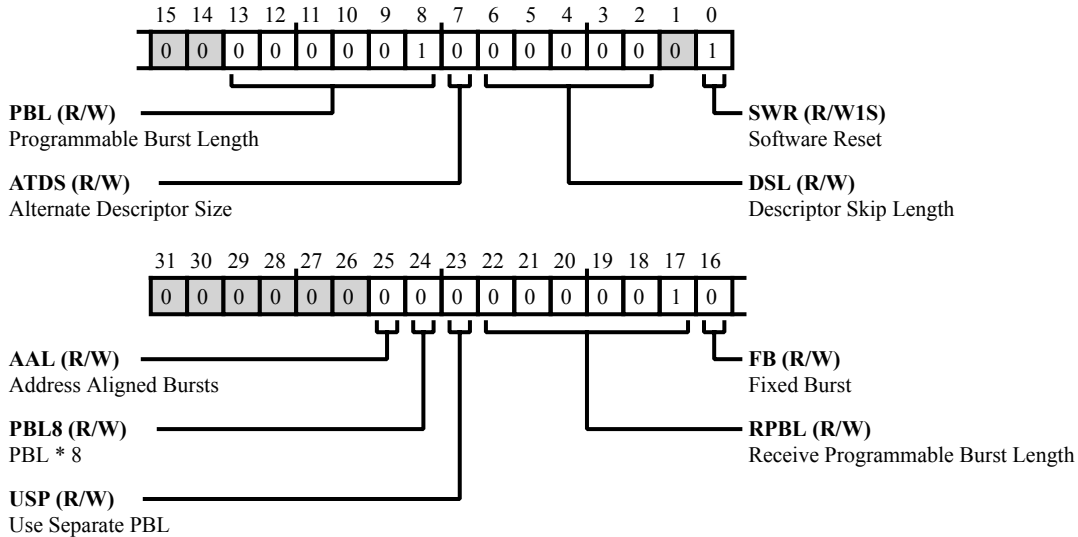 15 14 13 12 11 10 9 8 7 6 5 4 3 2 1 0
0 0 0 0 0 0 0 1 0 0 0 0 0 0 0 1
PBL (R/W)
Programmable Burst Length
SWR (R/W1S)
Software Reset
ATDS (R/W)
Alternate Descriptor Size
DSL (R/W)
Descriptor Skip Length
31 30 29 28 27 26 25 24 23 22 21 20 19 18 17 16
0 0 0 0 0 0 0 0 0 0 0 0 0 0 1 0
AAL (R/W)
Address Aligned Bursts
FB (R/W)
Fixed Burst
PBL8 (R/W)
PBL * 8
RPBL (R/W)
Receive Programmable Burst Length
USP (R/W)
Use Separate PBL